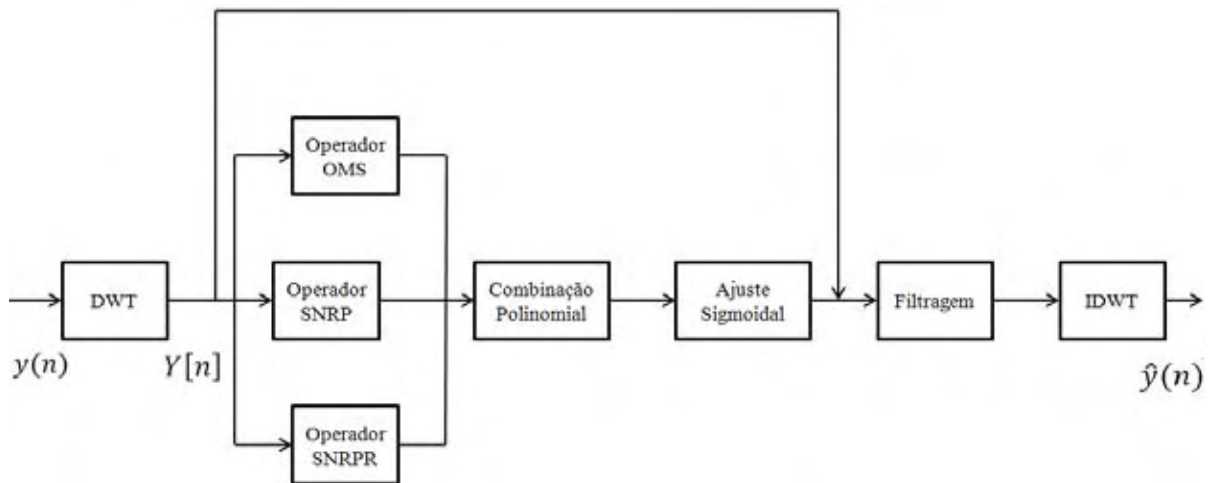 Operador
OMS
DWT
Operador
SNRP
Combinação
Polinomial
Ajuste
Sigmoidal
Filtragem
IDWT
y(n)
Y[n]
ŷ(n)
Operador
SNRPR